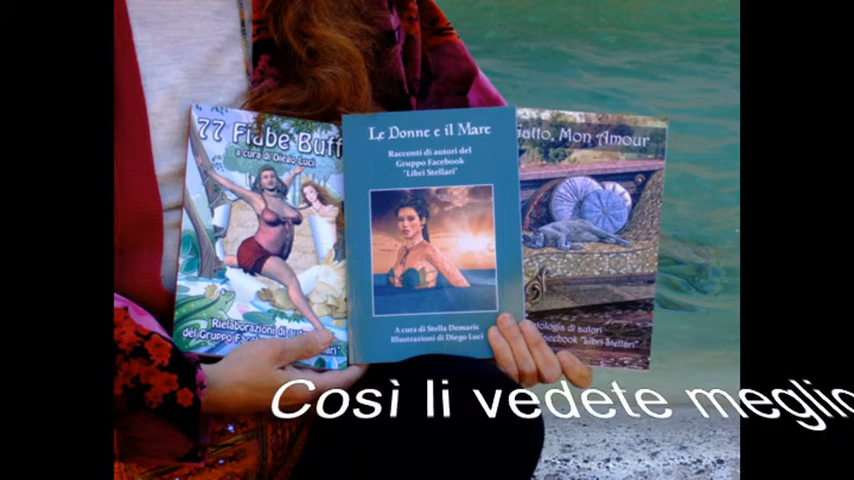 77 Fiabe Buff
a cura di Diego Luci
Rielaborazioni di auto
del Gruppo
Le Donne e il Mare
Racconti di autori del
Gruppo Facebook
"Libri Stellari"
A cura di Stella Demaris
Illustrazioni di Diego Luci
Gatto, Mon Amour
tologia di autori
cebook "Libri Stellari"
Così li vedete meglio